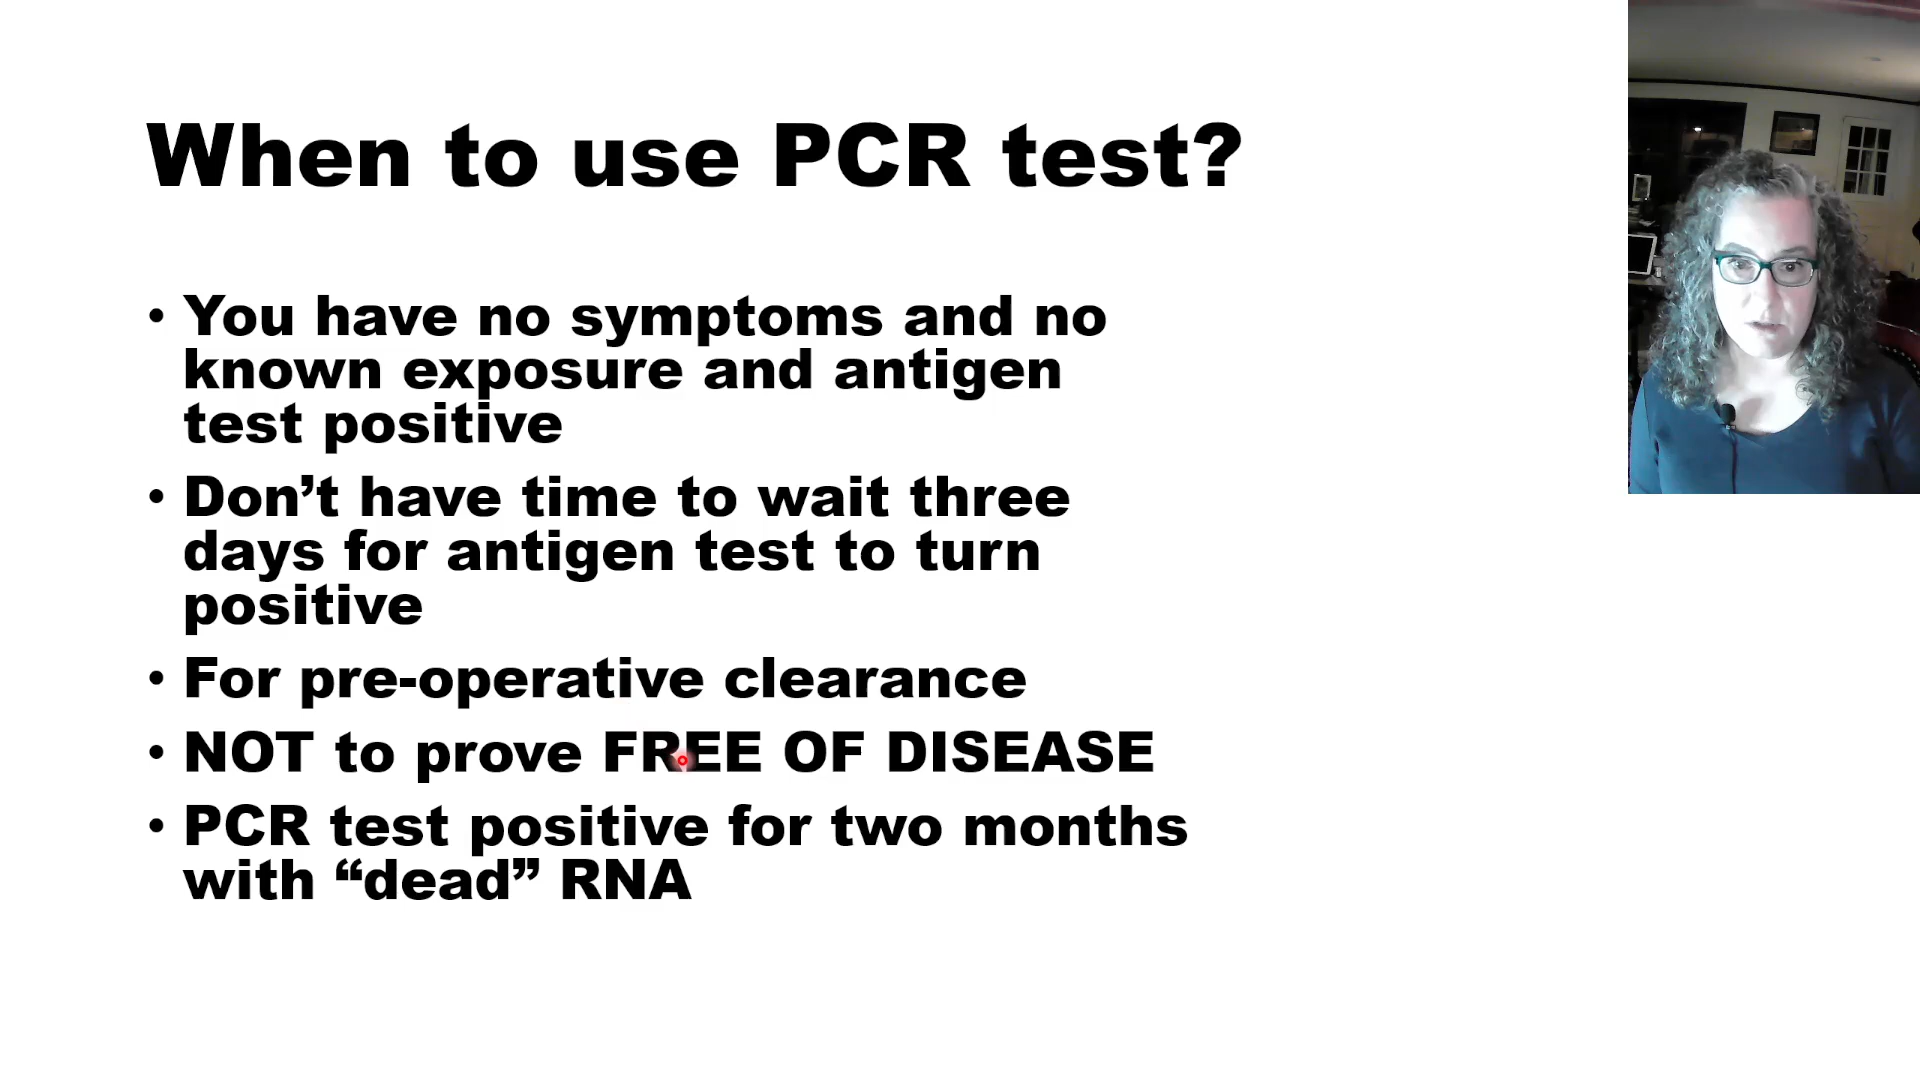 When to use PCR test?
• You have no symptoms and no
known exposure and antigen
test positive
• Don’t have time to wait three
days for antigen test to turn
positive
• For pre-operative clearance
• NOT to prove FREE OF DISEASE
• PCR test positive for two months
with “dead” RNA